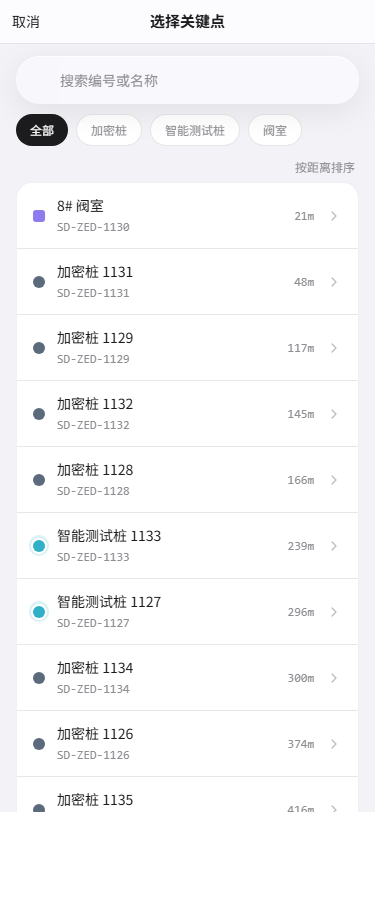 取消
选择关键点
搜索编号或名称
全部
加密桩
智能测试桩
阀室
按距离排序
8# 阀室
21m
SD-ZED-1130
加密桩 1131
48m
SD-ZED-1131
加密桩 1129
117m
SD-ZED-1129
加密桩 1132
145m
SD-ZED-1132
加密桩 1128
166m
SD-ZED-1128
智能测试桩 1133
239m
SD-ZED-1133
智能测试桩 1127
296m
SD-ZED-1127
加密桩 1134
300m
SD-ZED-1134
加密桩 1126
374m
SD-ZED-1126
加密桩 1135
416m